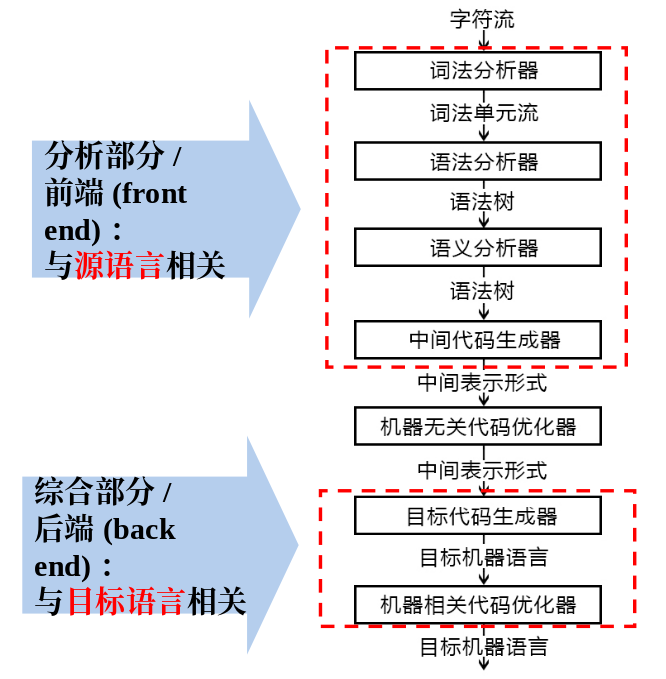 字符流
词法分析器
词法单元流
语法分析器
语法树
语义分析器
语法树
中间代码生成器
中间表示形式
机器无关代码优化器
中间表示形式
目标代码生成器
目标机器语言
机器相关代码优化器
目标机器语言
分析部分 /
前端 (front
end)：
与源语言相关
综合部分 /
后端 (back
end)：
与目标语言相关